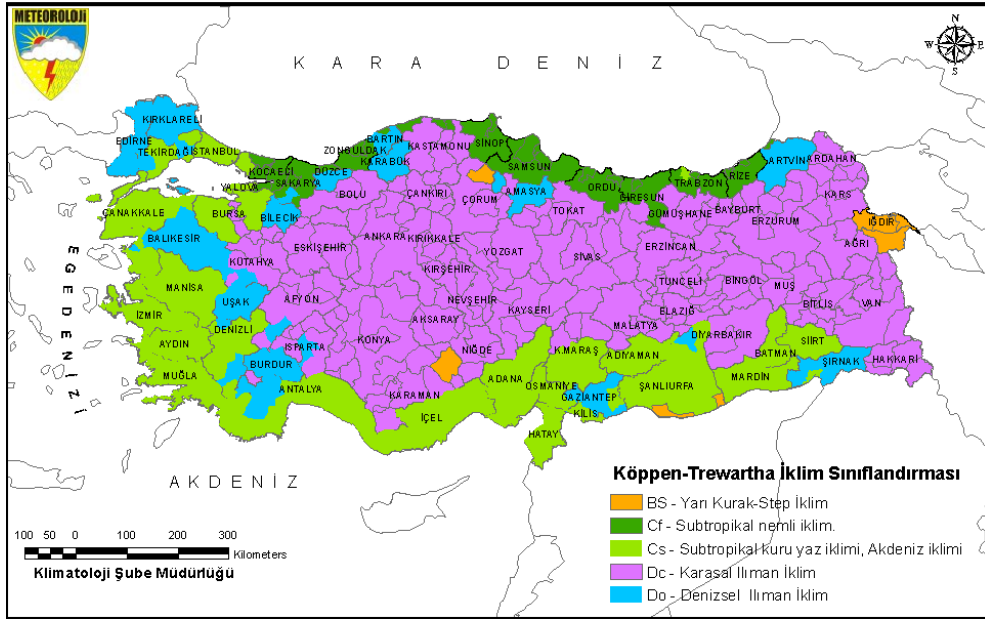 METEOROLOJİ
N
W E
S
K A R A D E N İ Z
KIRKLARELİ
EDİRNE
TEKİRDAĞ
İSTANBUL
BARTIN
ZONGULDAK
KARABÜK
KASTAMONU
SİNOP
SAMSUN
KOCAELİ
SAKARYA
DÜZCE
YALOVA
BOLU
ÇANKIRI
ÇORUM
AMASYA
ORDU
GİRESUN
TRABZON
RİZE
ARTVİN
ARDAHAN
KARS
ÇANAKKALE
BURSA
BİLECİK
TOKAT
GÜMÜŞHANE
BAYBURT
ERZURUM
IĞDIR
AĞRI
BALIKESİR
KÜTAHYA
ESKİŞEHİR
ANKARA
KIRIKKALE
YOZGAT
SİVAS
ERZİNCAN
E G E D E N İ Z İ
MANİSA
UŞAK
AFYON
KIRŞEHİR
NEVŞEHİR
KAYSERİ
TUNCELİ
BİNGÖL
MUŞ
BİTLİS
VAN
İZMİR
AYDIN
DENİZLİ
ISPARTA
KONYA
AKSARAY
NİĞDE
MALATYA
ELAZIĞ
DİYARBAKIR
BATMAN
SİİRT
ŞIRNAK
HAKKARİ
MUĞLA
BURDUR
ANTALYA
KARAMAN
İÇEL
ADANA
K.MARAŞ
OSMANİYE
ADIYAMAN
GAZİANTEP
KİLİS
ŞANLIURFA
MARDİN
HATAY
A K D E N İ Z
Köppen-Trewartha İklim Sınıflandırması
BS - Yarı Kurak-Step İklim
Cf - Subtropikal nemli iklim.
Cs - Subtropikal kuru yaz iklimi, Akdeniz iklimi
Dc - Karasal Ilıman İklim
Do - Denizsel Ilıman İklim
100 50 0 100 200 300
Kilometers
Klimatoloji Şube Müdürlüğü